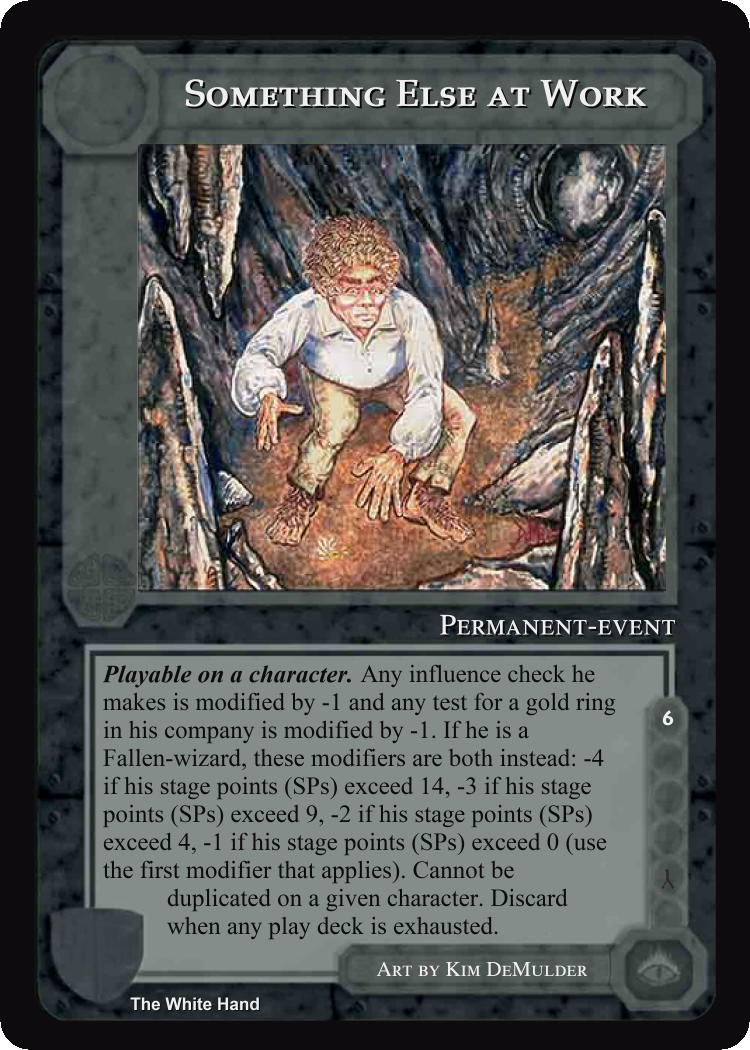 Something Else at Work
Permanent-event
Playable on a character. Any influence check he
makes is modified by -1 and any test for a gold ring
in his company is modified by -1. If he is a
Fallen-wizard, these modifiers are both instead: -4
if his stage points (SPs) exceed 14, -3 if his stage
points (SPs) exceed 9, -2 if his stage points (SPs)
exceed 4, -1 if his stage points (SPs) exceed 0 (use
the first modifier that applies). Cannot be
duplicated on a given character. Discard
when any play deck is exhausted.
6
Art by Kim DeMulder
The White Hand